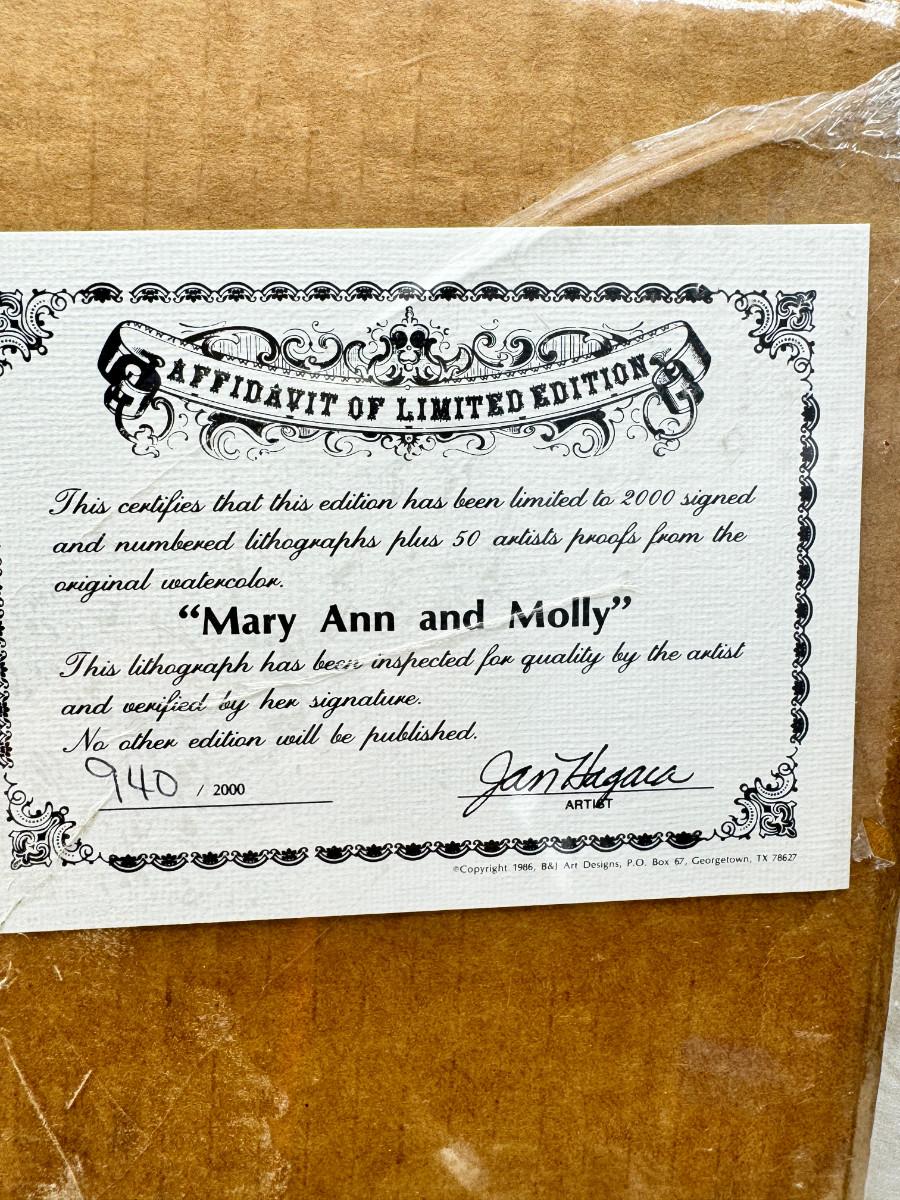 AFFIDAVIT OF LIMITED EDITION
This certifies that this edition has been limited to 2000 signed
and numbered lithographs plus 50 artists proofs from the
original watercolor.
“Mary Ann and Molly”
This lithograph has been inspected for quality by the artist
and verified by her signature.
No other edition will be published.
940 / 2000
Jan Hagara
ARTIST
©Copyright 1986, B&J Art Designs, P.O. Box 67, Georgetown, TX 78627